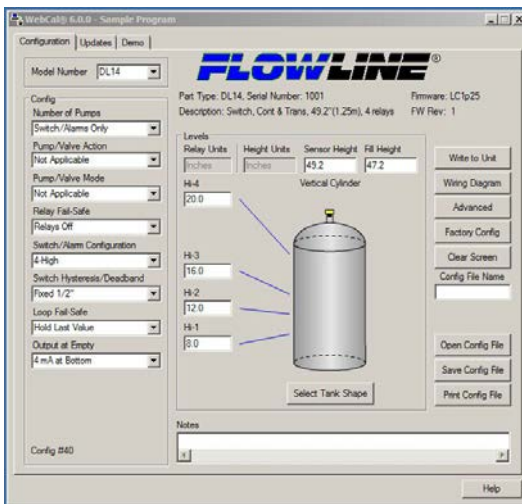 WebCal® 6.0.0 - Sample Program
Configuration Updates Demo
Model Number DL14
FLOWLINE®
Part Type: DL14, Serial Number: 1001 Firmware: LC1p25
Description: Switch, Cont & Trans, 49.2"(1.25m), 4 relays FW Rev: 1
Config
Number of Pumps
Switch/Alarms Only
Pump/Valve Action
Not Applicable
Pump/Valve Mode
Not Applicable
Relay Fail-Safe
Relays Off
Switch/Alarm Configuration
4-High
Switch Hysteresis/Deadband
Fixed 1/2"
Loop Fail-Safe
Hold Last Value
Output at Empty
4 mA at Bottom
Config #40
Levels
Relay Units Height Units Sensor Height Fill Height
Inches Inches 49.2 47.2
Hi-4 Vertical Cylinder
20.0
Hi-3
16.0
Hi-2
12.0
Hi-1
8.0
Select Tank Shape
Notes
Write to Unit
Wiring Diagram
Advanced
Factory Config
Clear Screen
Config File Name
Open Config File
Save Config File
Print Config File
Help